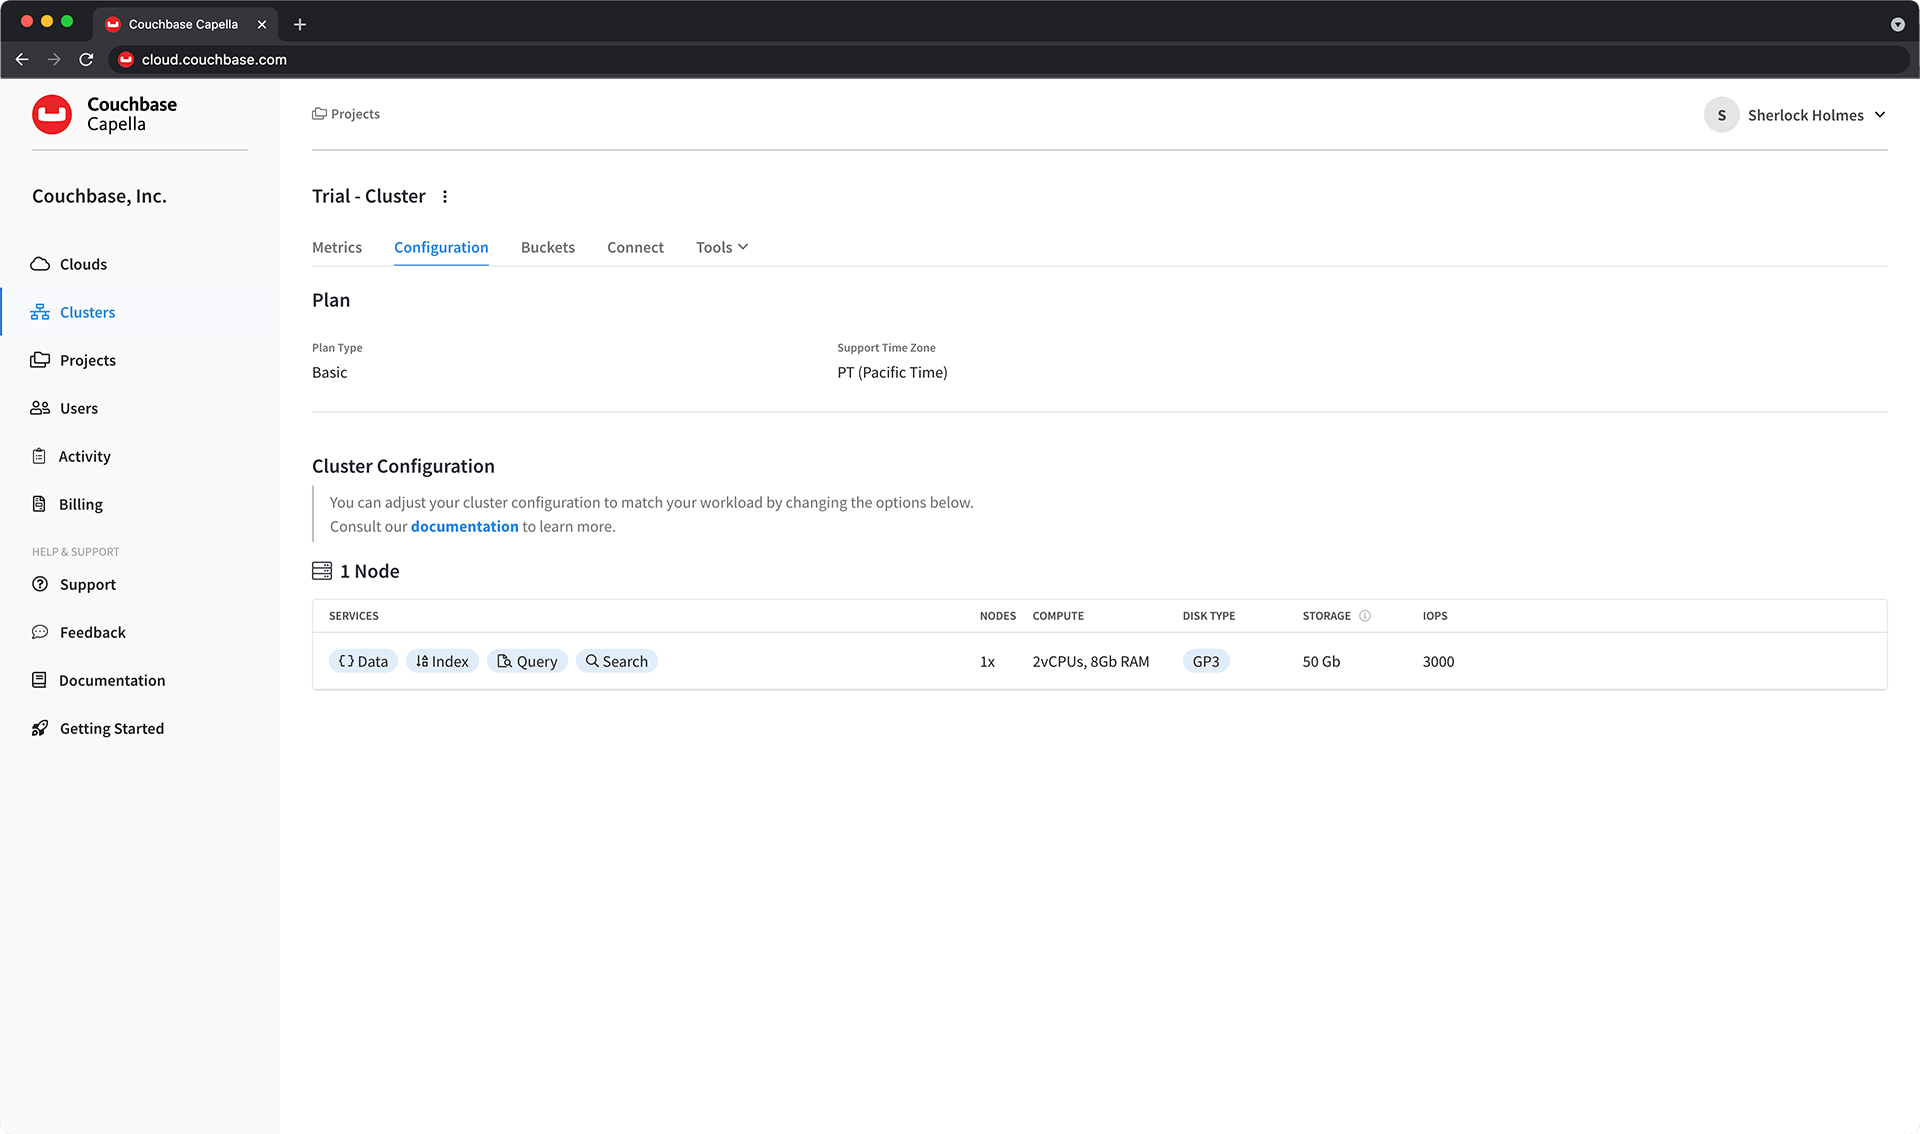 Couchbase Capella
cloud.couchbase.com
Couchbase
Capella
Projects
S Sherlock Holmes
Couchbase, Inc.
Clouds
Clusters
Projects
Users
Activity
Billing
HELP & SUPPORT
Support
Feedback
Documentation
Getting Started
Trial - Cluster
Metrics Configuration Buckets Connect Tools
Plan
Plan Type Support Time Zone
Basic PT (Pacific Time)
Cluster Configuration
You can adjust your cluster configuration to match your workload by changing the options below.
Consult our documentation to learn more.
1 Node
SERVICES NODES COMPUTE DISK TYPE STORAGE IOPS
Data Index Query Search 1x 2vCPUs, 8Gb RAM GP3 50 Gb 3000